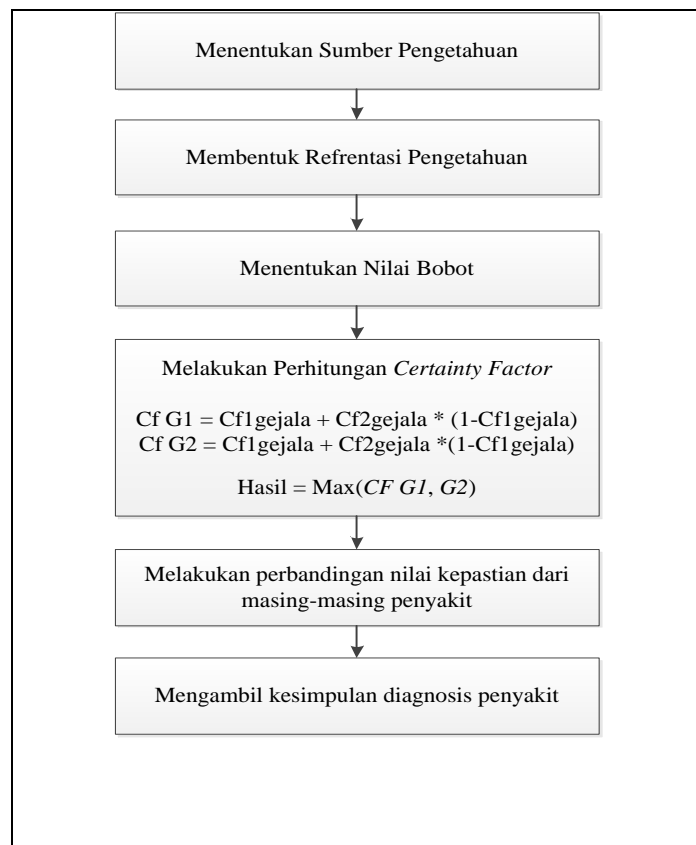 Menentukan Sumber Pengetahuan
Membentuk Refrentasi Pengetahuan
Menentukan Nilai Bobot
Melakukan Perhitungan Certainty Factor
Cf G1 = Cf1gejala + Cf2gejala * (1-Cf1gejala)
Cf G2 = Cf1gejala + Cf2gejala *(1-Cf1gejala)
Hasil = Max(CF G1, G2)
Melakukan perbandingan nilai kepastian dari
masing-masing penyakit
Mengambil kesimpulan diagnosis penyakit